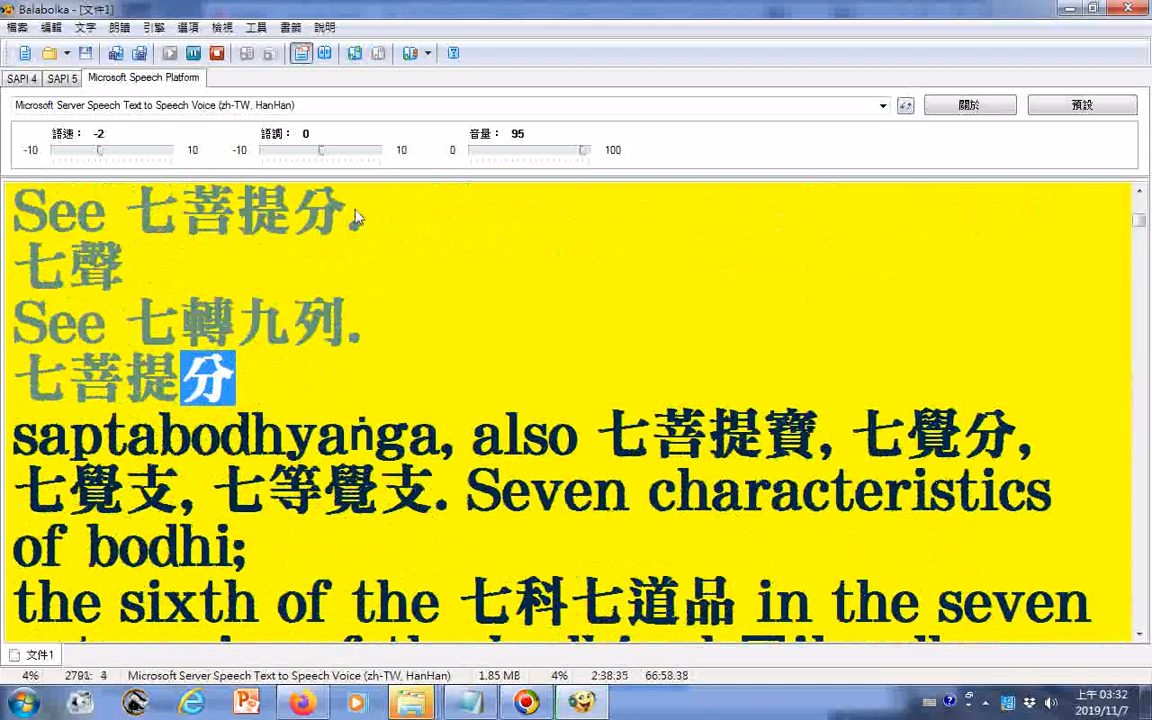 Balabolka - [文件1]
檔案 編輯 文字 朗讀 引擎 選項 檢視 工具 書籤 說明
SAPI 4 SAPI 5 Microsoft Speech Platform
Microsoft Server Speech Text to Speech Voice (zh-TW, HanHan) 關於 預設
語速： -2 語調： 0 音量： 95
-10 10 -10 10 0 100
See 七菩提分.
七聲
See 七轉九列.
七菩提分
saptabodhyaṅga, also 七菩提寶, 七覺分,
七覺支, 七等覺支. Seven characteristics
of bodhi;
the sixth of the 七科七道品 in the seven
文件1
4% 2791: 4 Microsoft Server Speech Text to Speech Voice (zh-TW, HanHan) 1.85 MB 4% 2:38:35 66:58:38
上午 03:32
2019/11/7